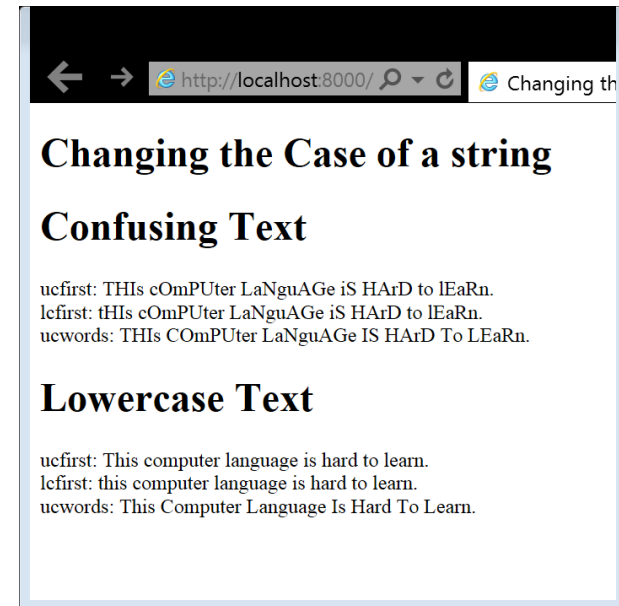 http://localhost:8000/
Changing th
Changing the Case of a string
Confusing Text
ucfirst: THIs cOmPUter LaNguAGe iS HArD to lEaRn.
lcfirst: tHIs cOmPUter LaNguAGe iS HArD to lEaRn.
ucwords: THIs COmPUter LaNguAGe IS HArD To LEaRn.
Lowercase Text
ucfirst: This computer language is hard to learn.
lcfirst: this computer language is hard to learn.
ucwords: This Computer Language Is Hard To Learn.